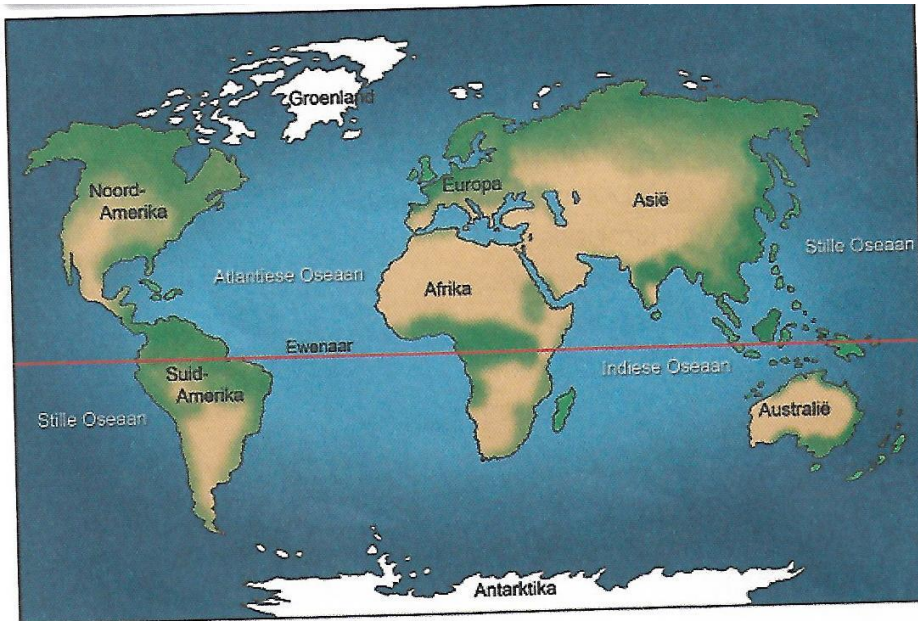 Groenland
Noord-
Amerika
Europa
Asië
Stille Oseaan
Atlantiese Oseaan
Afrika
Ewenaar
Indiese Oseaan
Suid-
Amerika
Stille Oseaan
Australië
Antarktika